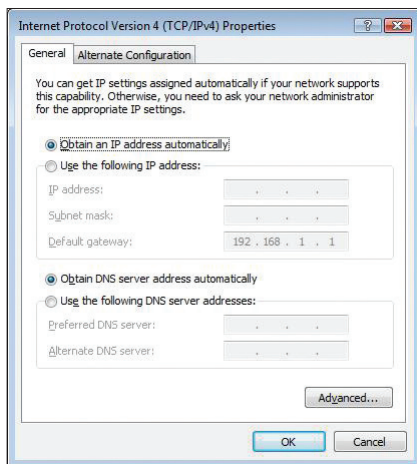 Internet Protocol Version 4 (TCP/IPv4) Properties
General
Alternate Configuration
You can get IP settings assigned automatically if your network supports
this capability. Otherwise, you need to ask your network administrator
for the appropriate IP settings.
Obtain an IP address automatically
Use the following IP address:
IP address:
Subnet mask:
Default gateway: 192 . 168 . 1 . 1
Obtain DNS server address automatically
Use the following DNS server addresses:
Preferred DNS server:
Alternate DNS server:
Advanced...
OK
Cancel